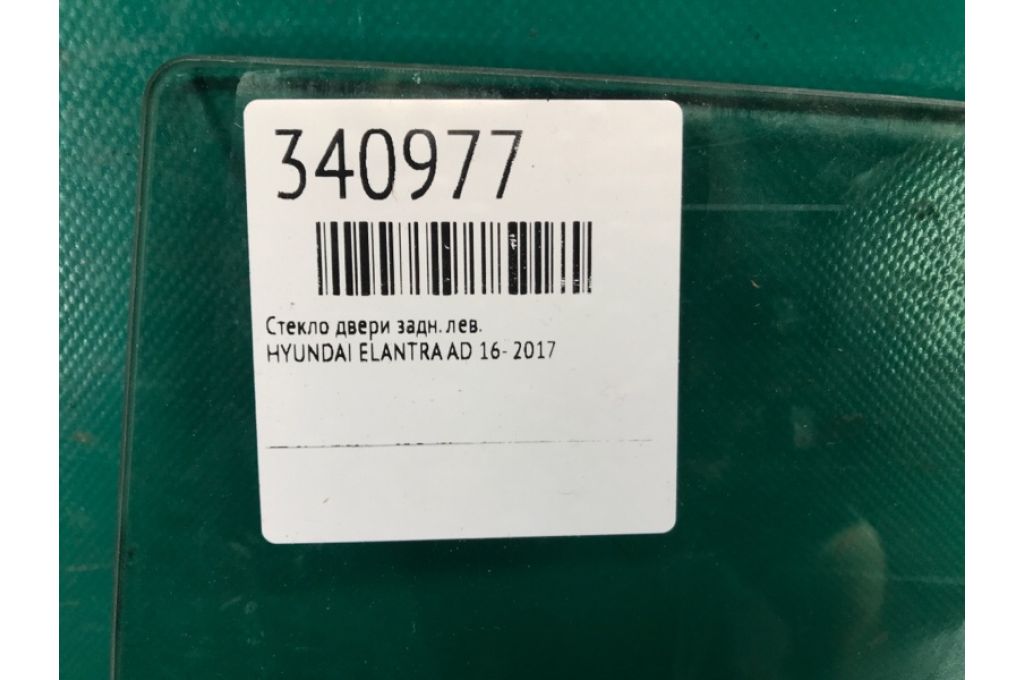 340977
Стекло двери задн. лев.
HYUNDAI ELANTRA AD 16- 2017